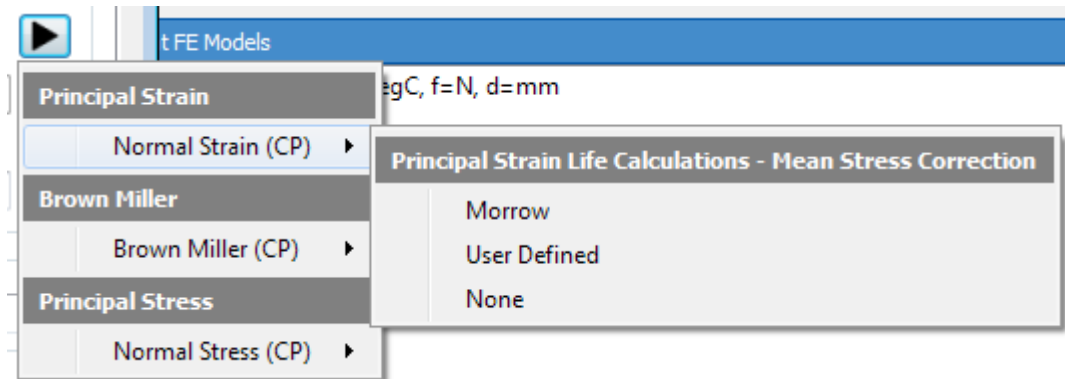 t FE Models
egC, f=N, d=mm
Principal Strain
Normal Strain (CP)
Principal Strain Life Calculations - Mean Stress Correction
Morrow
User Defined
None
Brown Miller
Brown Miller (CP)
Principal Stress
Normal Stress (CP)